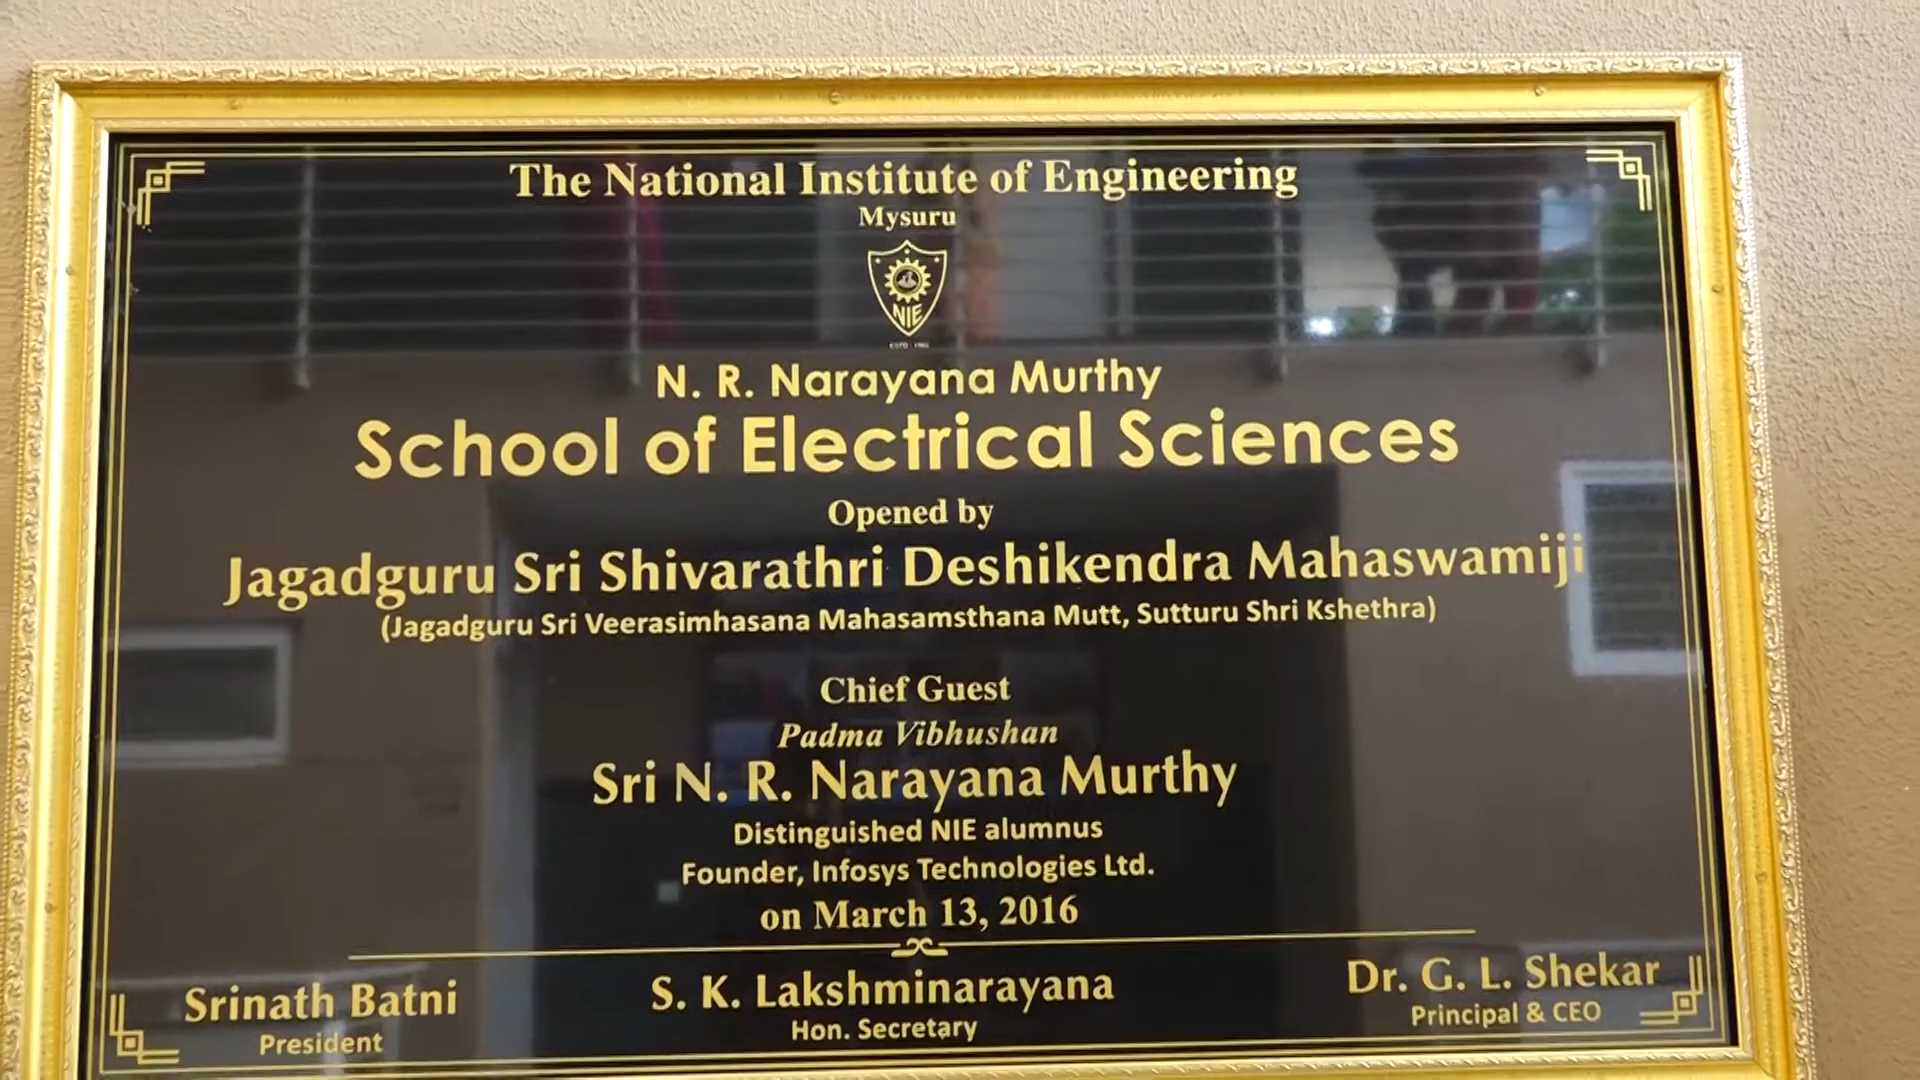 The National Institute of Engineering
Mysuru
NIE
N. R. Narayana Murthy
School of Electrical Sciences
Opened by
Jagadguru Sri Shivarathri Deshikendra Mahaswamiji
(Jagadguru Sri Veerasimhasana Mahasamsthana Mutt, Sutturu Shri Kshethra)
Chief Guest
Padma Vibhushan
Sri N. R. Narayana Murthy
Distinguished NIE alumnus
Founder, Infosys Technologies Ltd.
on March 13, 2016
Srinath Batni
President
S. K. Lakshminarayana
Hon. Secretary
Dr. G. L. Shekar
Principal & CEO